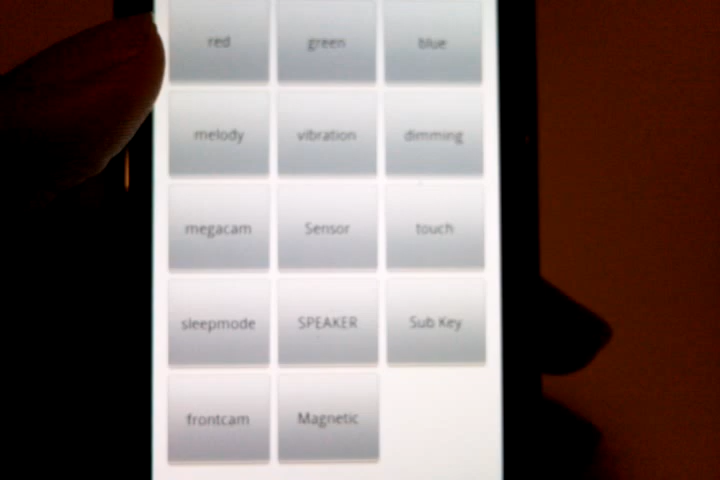 red green blue
melody vibration dimming
megacam Sensor touch
sleepmode SPEAKER Sub Key
frontcam Magnetic